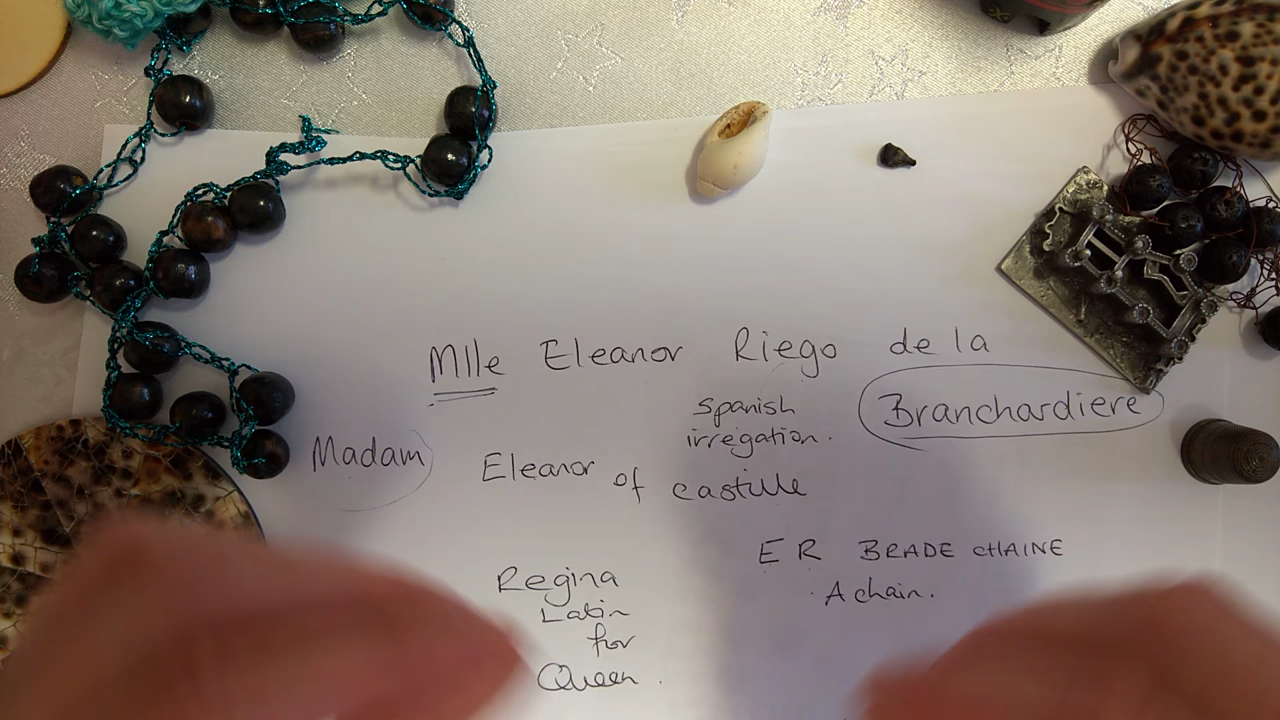 Mlle Eleanor Riego de la
Branchardiere
spanish
irregation.
Madam
Eleanor of castille
E R BRADE CHAINE
A chain.
Regina
Latin
for
Queen.